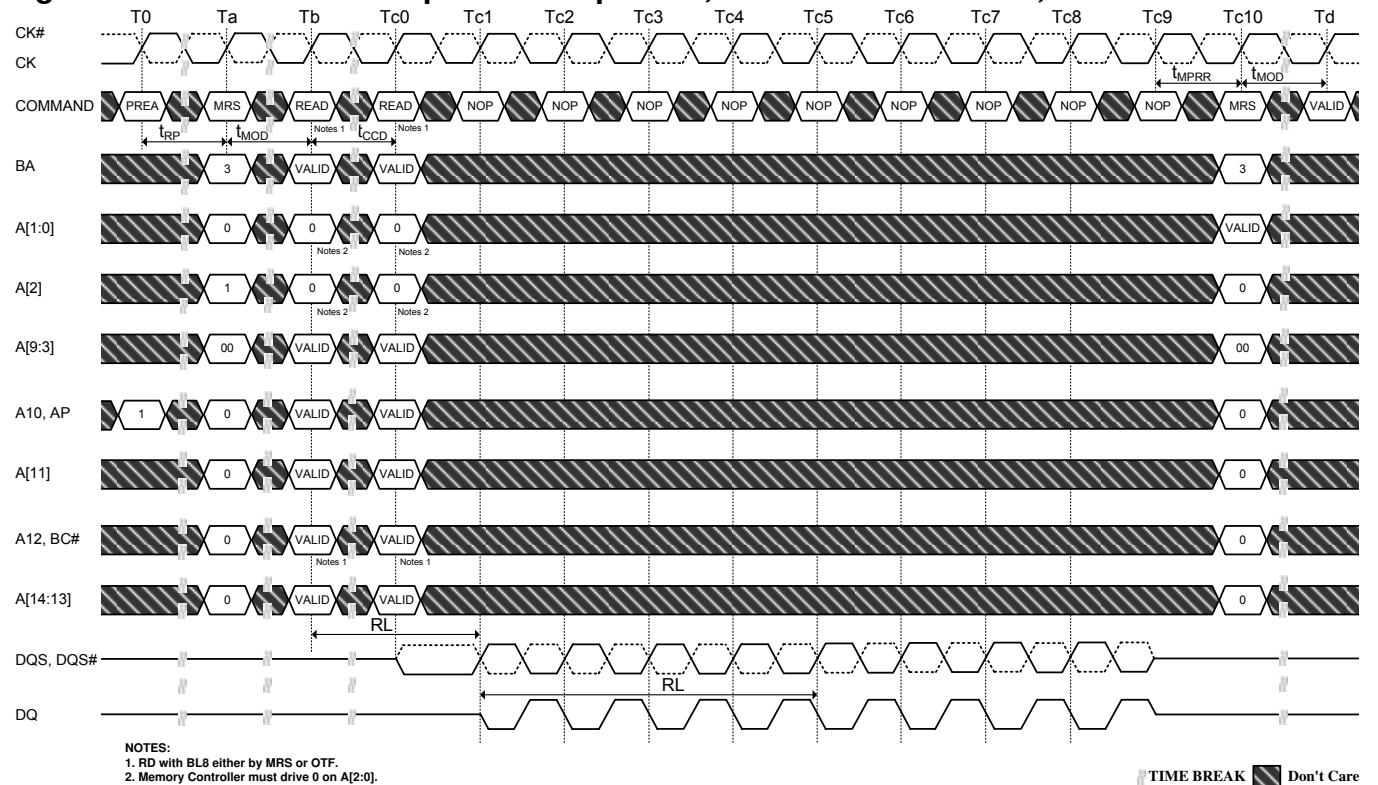 T0 Ta Tb Tc0 Tc1 Tc2 Tc3 Tc4 Tc5 Tc6 Tc7 Tc8 Tc9 Tc10 Td
CK#
CK
tMPRR tMOD
COMMAND PREA MRS READ READ NOP NOP NOP NOP NOP NOP NOP NOP NOP MRS VALID
Notes 1 Notes 1
tRP tMOD tCCD
BA 3 VALID VALID 3
A[1:0] 0 0 0 VALID
Notes 2 Notes 2
A[2] 1 0 0 0
Notes 2 Notes 2
A[9:3] 00 VALID VALID 00
A10, AP 1 0 VALID VALID 0
A[11] 0 VALID VALID 0
A12, BC# 0 VALID VALID 0
Notes 1 Notes 1
A[14:13] 0 VALID VALID 0
RL
DQS, DQS#
RL
DQ
NOTES:
1. RD with BL8 either by MRS or OTF.
2. Memory Controller must drive 0 on A[2:0].
TIME BREAK Don't Care